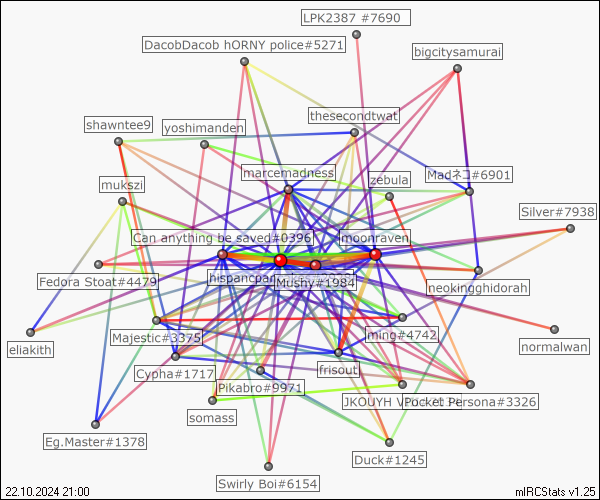 LPK2387 #7690
DacobDacob hORNY police#5271
bigcitysamurai
thesecondtwat
shawntee9
yoshimanden
marcemadness
zebula
Madネコ#6901
mukszi
Silver#7938
Can anything be saved#0396
moonraven
Fedora Stoat#4479
Mushy#1984
neokingghidorah
Majestic#3375
ming#4742
eliakith
normalwan
Cypha#1717
frisout
Pikabro#9971
JKOUYH
Pocket Persona#3326
somass
Eg.Master#1378
Duck#1245
Swirly Boi#6154
22.10.2024 21:00
mIRCStats v1.25